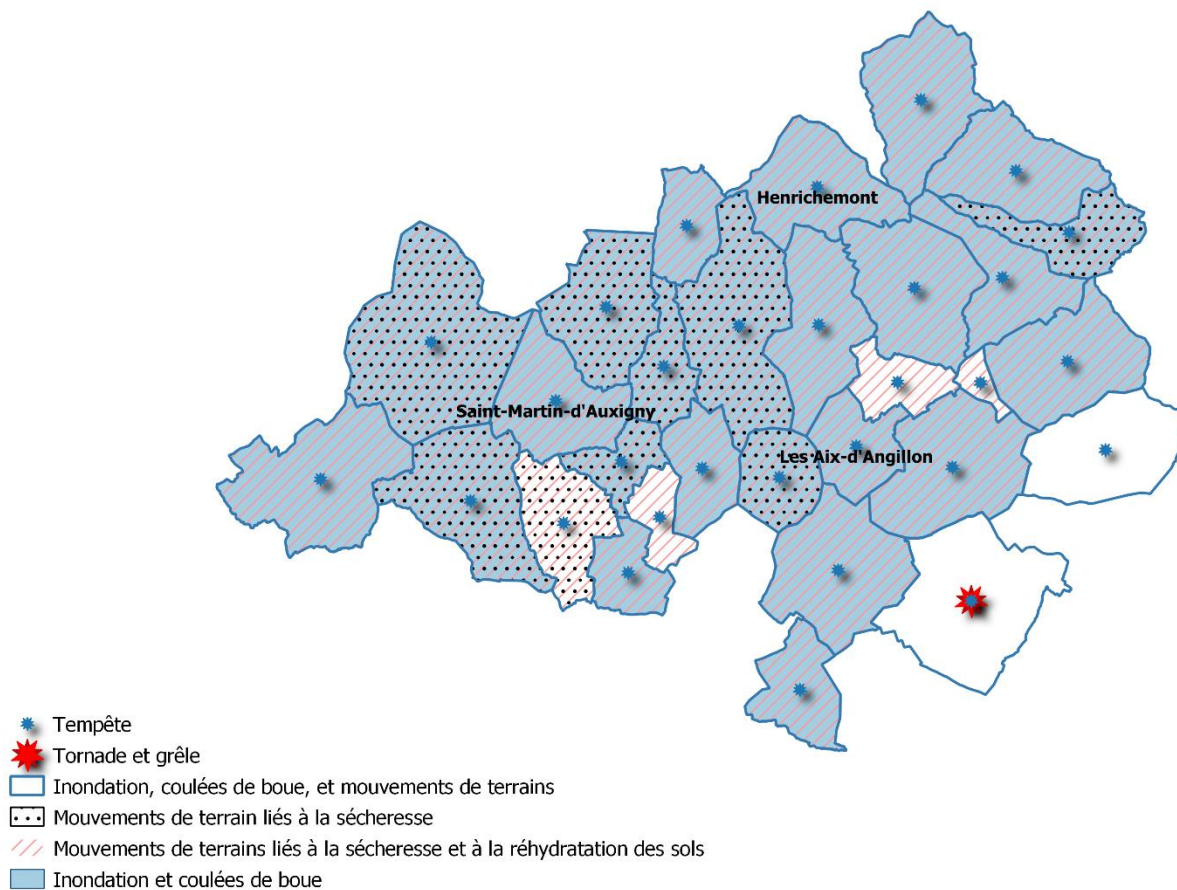 Henrichemont
Saint-Martin-d'Auxigny
Les Aix-d'Angillon
Tempête
Tornade et grêle
Inondation, coulées de boue, et mouvements de terrains
Mouvements de terrain liés à la sécheresse
Mouvements de terrains liés à la sécheresse et à la réhydratation des sols
Inondation et coulées de boue